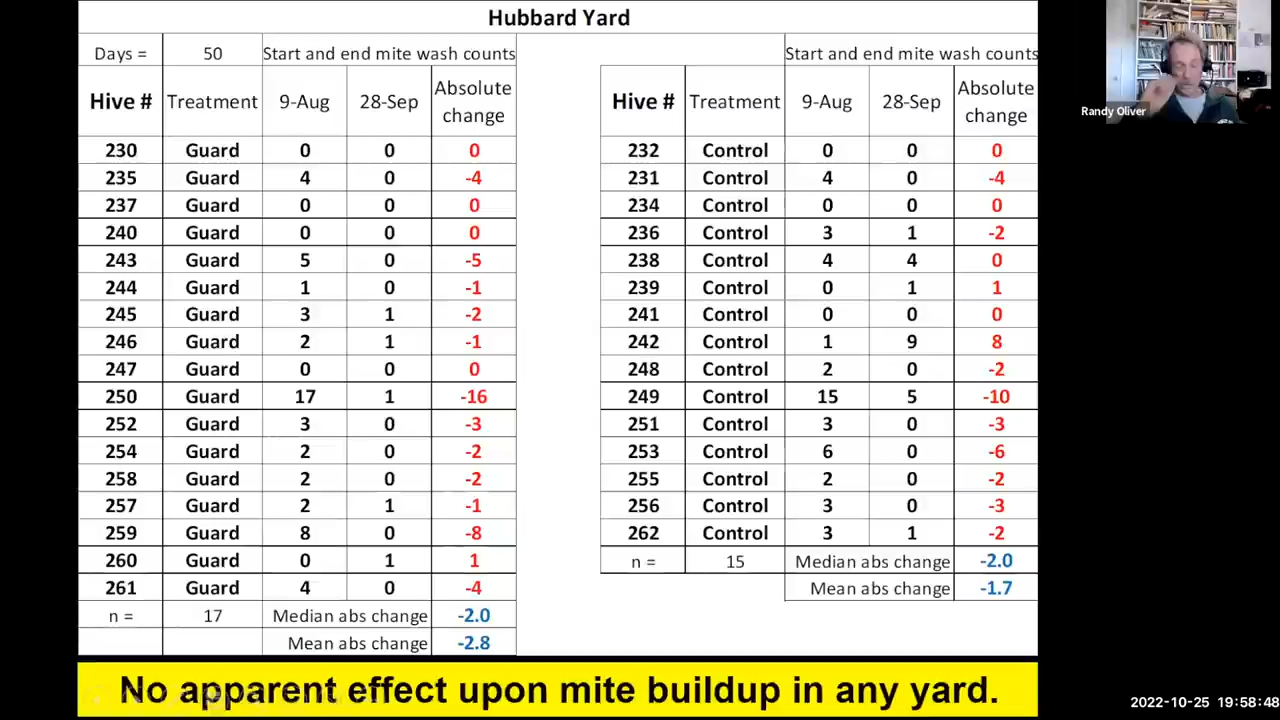 Hubbard Yard
Days = 50 Start and end mite wash counts
Hive # Treatment 9-Aug 28-Sep Absolute change
230 Guard 0 0 0
235 Guard 4 0 -4
237 Guard 0 0 0
240 Guard 0 0 0
243 Guard 5 0 -5
244 Guard 1 0 -1
245 Guard 3 1 -2
246 Guard 2 1 -1
247 Guard 0 0 0
250 Guard 17 1 -16
252 Guard 3 0 -3
254 Guard 2 0 -2
258 Guard 2 0 -2
257 Guard 2 1 -1
259 Guard 8 0 -8
260 Guard 0 1 1
261 Guard 4 0 -4
n = 17 Median abs change -2.0
Mean abs change -2.8
Start and end mite wash counts
Hive # Treatment 9-Aug 28-Sep Absolute change
232 Control 0 0 0
231 Control 4 0 -4
234 Control 0 0 0
236 Control 3 1 -2
238 Control 4 4 0
239 Control 0 1 1
241 Control 0 0 0
242 Control 1 9 8
248 Control 2 0 -2
249 Control 15 5 -10
251 Control 3 0 -3
253 Control 6 0 -6
255 Control 2 0 -2
256 Control 3 0 -3
262 Control 3 1 -2
n = 15 Median abs change -2.0
Mean abs change -1.7
No apparent effect upon mite buildup in any yard.
Randy Oliver
2022-10-25 19:58:48